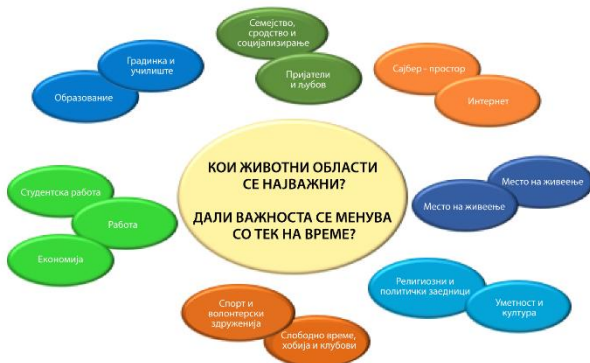 Семејство,
сродство и
социјализирање
Пријатели
и љубов
Градинка и
училиште
Образование
Сајбер - простор
Интернет
КОИ ЖИВОТНИ ОБЛАСТИ
СЕ НАЈВАЖНИ?
ДАЛИ ВАЖНОСТА СЕ МЕНУВА
СО ТЕК НА ВРЕМЕ?
Студентска работа
Работа
Економија
Место на живеење
Место на живеење
Религиозни и
политички заедници
Уметност и
култура
Спорт и
волонтерски
здруженија
Слободно време,
хобија и клубови